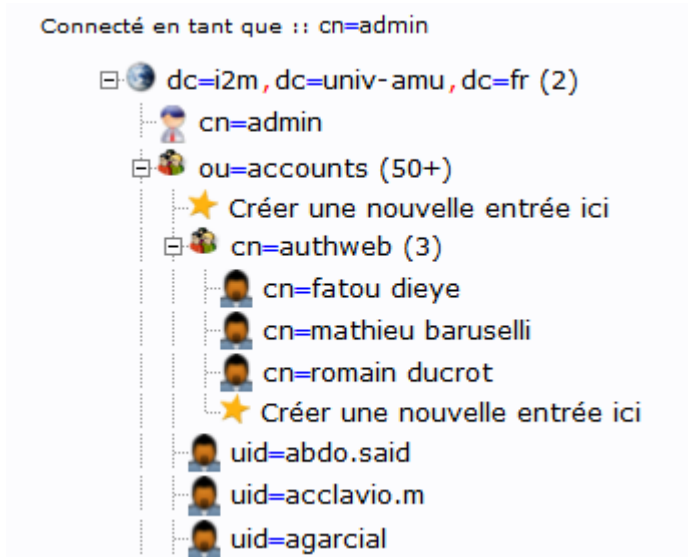 Connecté en tant que :: cn=admin
dc=i2m,dc=univ-amu,dc=fr (2)
cn=admin
ou=accounts (50+)
Créer une nouvelle entrée ici
cn=authweb (3)
cn=fatou dieye
cn=mathieu baruselli
cn=romain ducrot
Créer une nouvelle entrée ici
uid=abdo.said
uid=acclavio.m
uid=agarcial